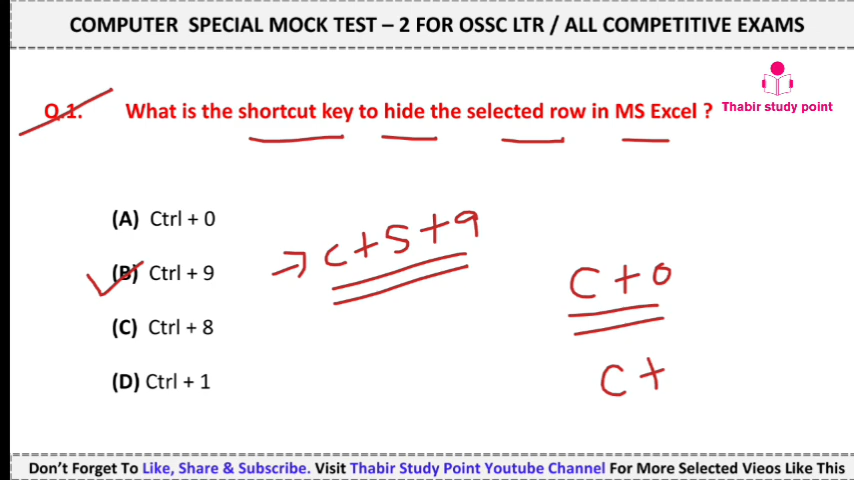 COMPUTER SPECIAL MOCK TEST – 2 FOR OSSC LTR / ALL COMPETITIVE EXAMS
Q.1. What is the shortcut key to hide the selected row in MS Excel ?
Thabir study point
(A) Ctrl + 0
(B) Ctrl + 9
(C) Ctrl + 8
(D) Ctrl + 1
→ C+S+9
C+0
C+
Don't Forget To Like, Share & Subscribe. Visit Thabir Study Point Youtube Channel For More Selected Vieos Like This